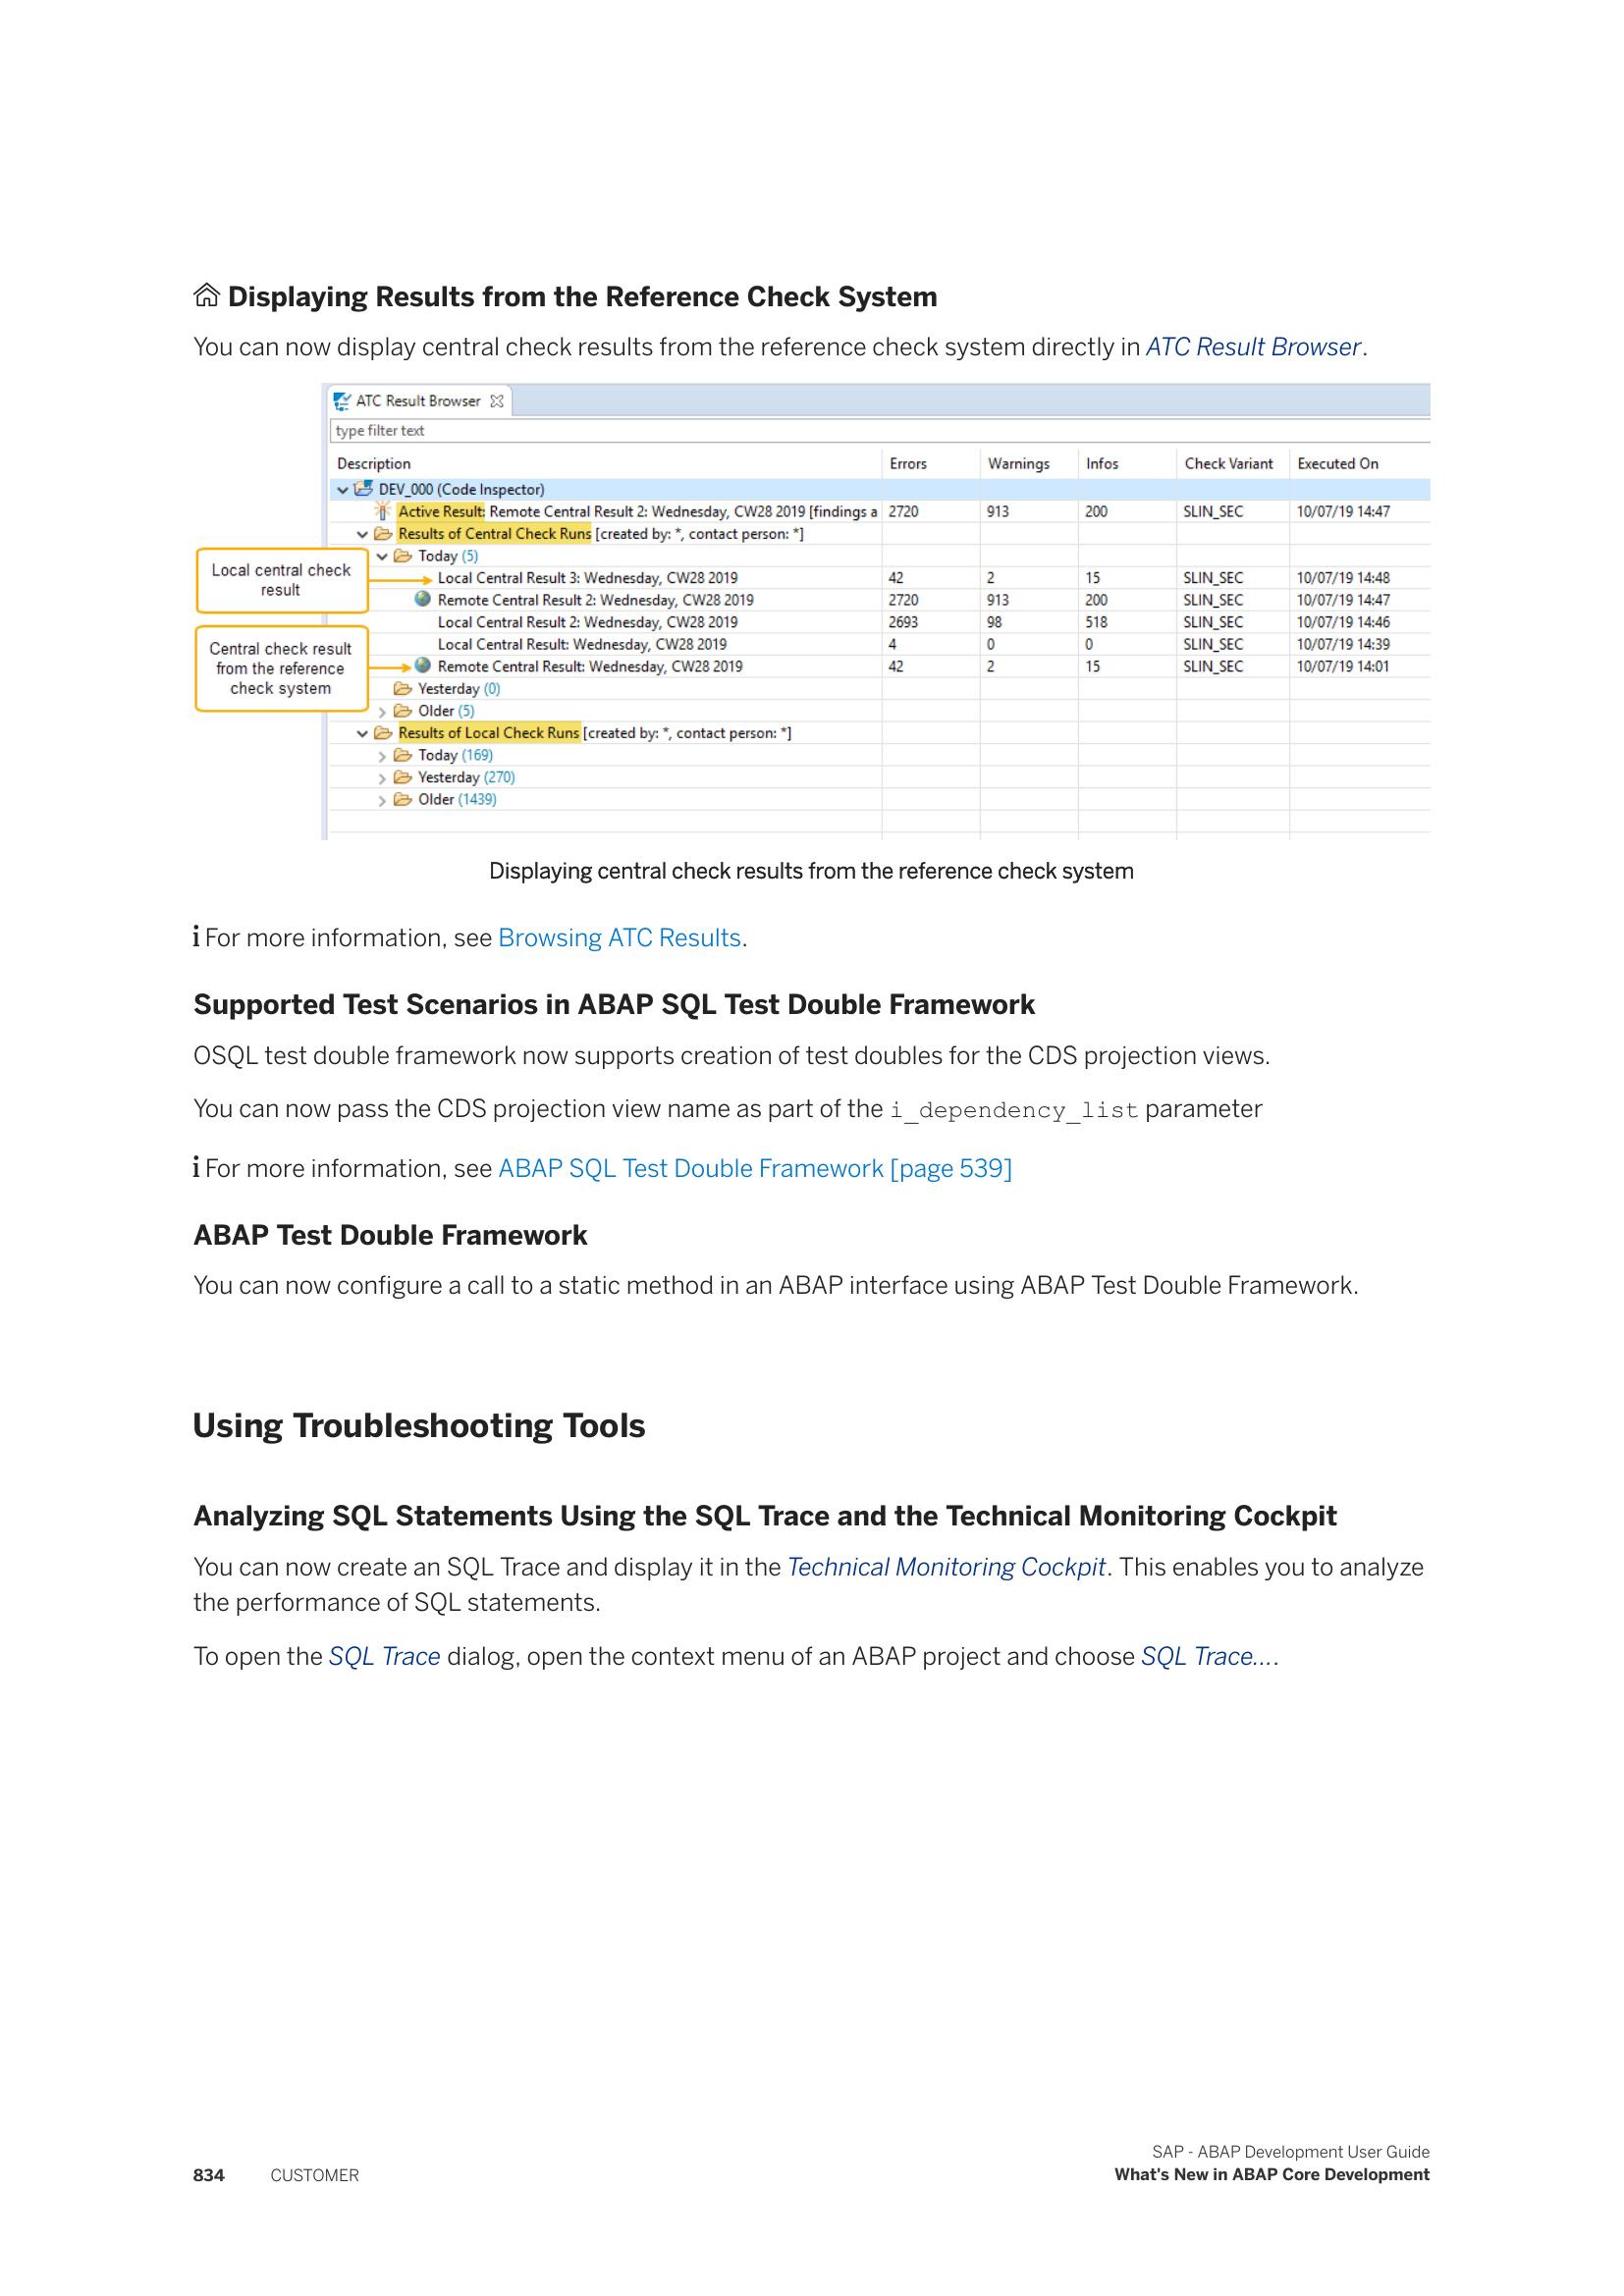 Displaying Results from the Reference Check System
You can now display central check results from the reference check system directly in ATC Result Browser.
ATC Result Browser
type filter text
Description Errors Warnings Infos Check Variant Executed On
DEV_000 (Code Inspector)
Active Result: Remote Central Result 2: Wednesday, CW28 2019 [findings a 2720 913 200 SLIN_SEC 10/07/19 14:47
Results of Central Check Runs [created by: *, contact person: *]
Today (5)
Local central check
result
Local Central Result 3: Wednesday, CW28 2019 42 2 15 SLIN_SEC 10/07/19 14:48
Remote Central Result 2: Wednesday, CW28 2019 2720 913 200 SLIN_SEC 10/07/19 14:47
Local Central Result 2: Wednesday, CW28 2019 2693 98 518 SLIN_SEC 10/07/19 14:46
Local Central Result: Wednesday, CW28 2019 4 0 0 SLIN_SEC 10/07/19 14:39
Central check result
from the reference
check system
Remote Central Result: Wednesday, CW28 2019 42 2 15 SLIN_SEC 10/07/19 14:01
Yesterday (0)
Older (5)
Results of Local Check Runs [created by: *, contact person: *]
Today (169)
Yesterday (270)
Older (1439)
Displaying central check results from the reference check system
i For more information, see Browsing ATC Results.
Supported Test Scenarios in ABAP SQL Test Double Framework
OSQL test double framework now supports creation of test doubles for the CDS projection views.
You can now pass the CDS projection view name as part of the i_dependency_list parameter
i For more information, see ABAP SQL Test Double Framework [page 539]
ABAP Test Double Framework
You can now configure a call to a static method in an ABAP interface using ABAP Test Double Framework.
Using Troubleshooting Tools
Analyzing SQL Statements Using the SQL Trace and the Technical Monitoring Cockpit
You can now create an SQL Trace and display it in the Technical Monitoring Cockpit. This enables you to analyze
the performance of SQL statements.
To open the SQL Trace dialog, open the context menu of an ABAP project and choose SQL Trace....
834 CUSTOMER
SAP - ABAP Development User Guide
What's New in ABAP Core Development